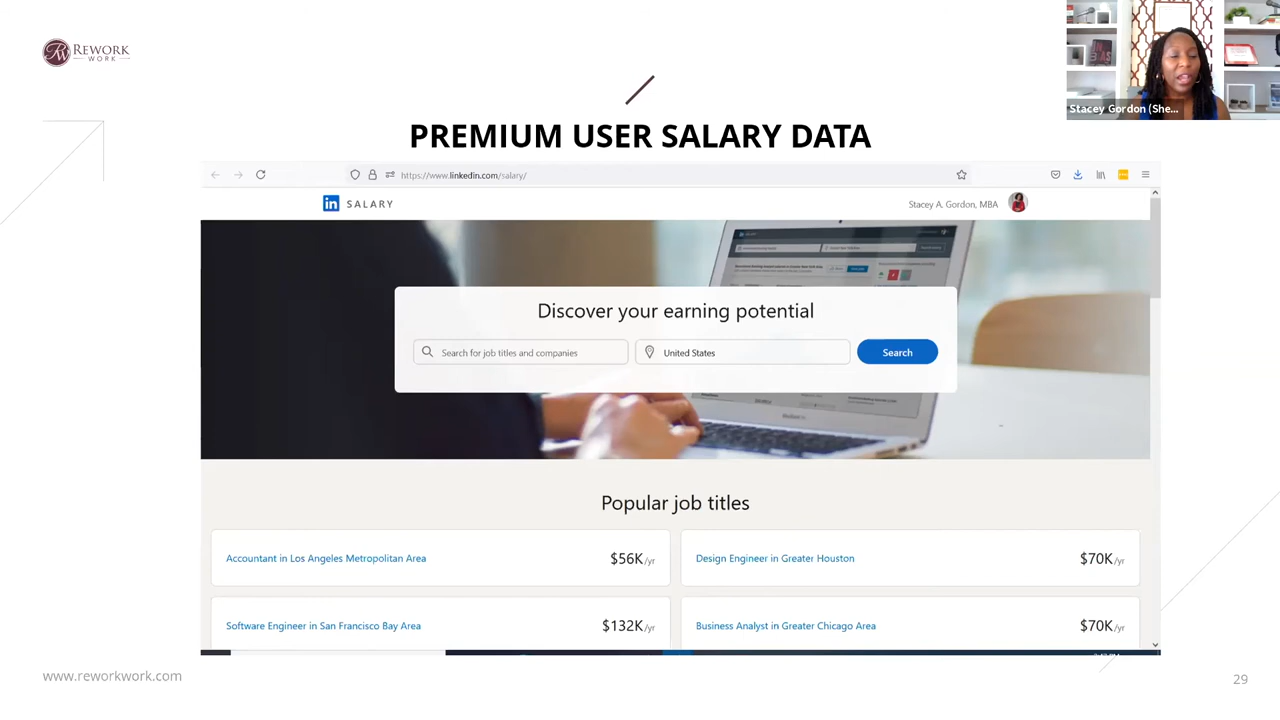 REWORK
WORK
Stacey Gordon (She...
PREMIUM USER SALARY DATA
https://www.linkedin.com/salary/
in SALARY
Stacey A. Gordon, MBA
Discover your earning potential
Search for job titles and companies
United States
Search
Popular job titles
Accountant in Los Angeles Metropolitan Area
$56K/yr
Design Engineer in Greater Houston
$70K/yr
Software Engineer in San Francisco Bay Area
$132K/yr
Business Analyst in Greater Chicago Area
$70K/yr
www.reworkwork.com
29